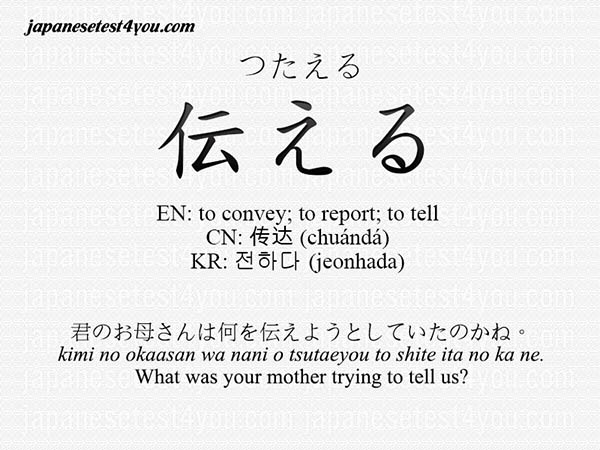 japanesetest4you.com
つたえる
伝える
EN: to convey; to report; to tell
CN: 传达 (chuándá)
KR: 전하다 (jeonhada)
君のお母さんは何を伝えようとしていたのかね。
kimi no okaasan wa nani o tsutaeyou to shite ita no ka ne.
What was your mother trying to tell us?